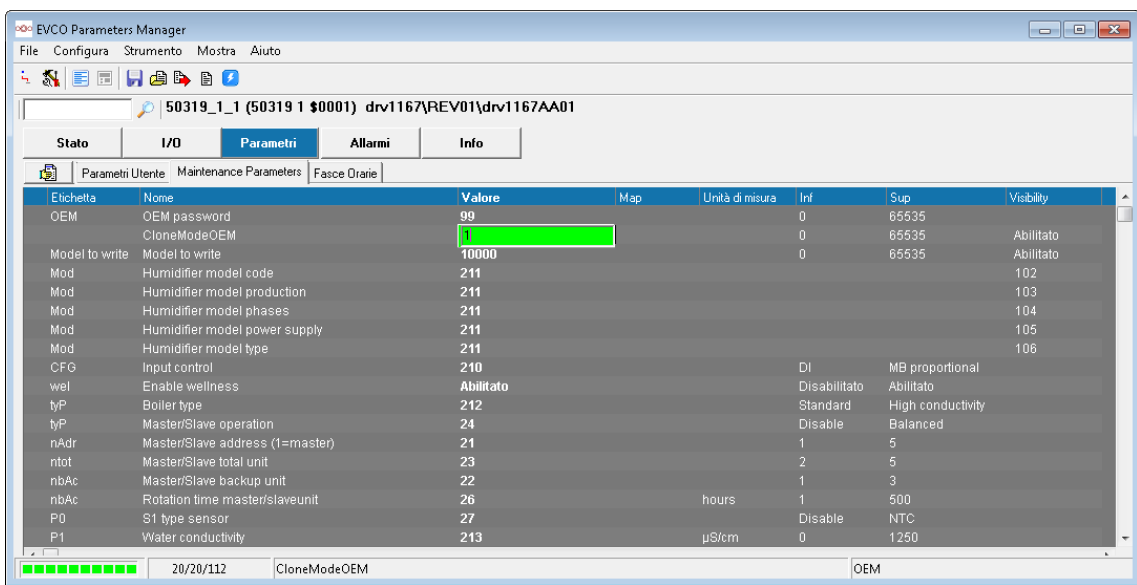 EVCO Parameters Manager
File Configura Strumento Mostra Aiuto
50319_1_1 (50319 1 $0001) drv1167\REV01\drv1167AA01
Stato I/O Parametri Allarmi Info
Parametri Utente Maintenance Parameters Fasce Orarie
Etichetta Nome Valore Map Unità di misura Inf Sup Visibility
OEM OEM password 99 0 65535
CloneModeOEM 1 0 65535 Abilitato
Model to write Model to write 10000 0 65535 Abilitato
Mod Humidifier model code 211 102
Mod Humidifier model production 211 103
Mod Humidifier model phases 211 104
Mod Humidifier model power supply 211 105
Mod Humidifier model type 211 106
CFG Input control 210 DI MB proportional
wel Enable wellness Abilitato Disabilitato Abilitato
tyP Boiler type 212 Standard High conductivity
tyP Master/Slave operation 24 Disable Balanced
nAdr Master/Slave address (1=master) 21 1 5
ntot Master/Slave total unit 23 2 5
nbAc Master/Slave backup unit 22 1 3
nbAc Rotation time master/slaveunit 26 hours 1 500
P0 S1 type sensor 27 Disable NTC
P1 Water conductivity 213 µS/cm 0 1250
20/20/112 CloneModeOEM OEM